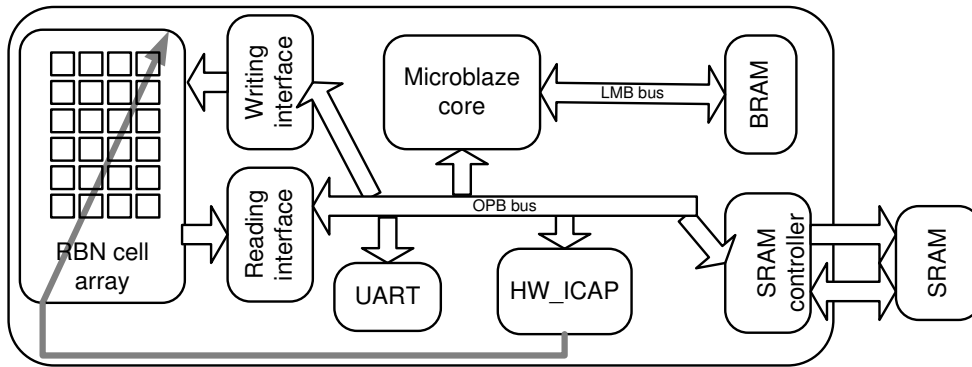 RBN cell
array
Writing
interface
Reading
interface
Microblaze
core
LMB bus
BRAM
OPB bus
UART
HW_ICAP
SRAM
controller
SRAM